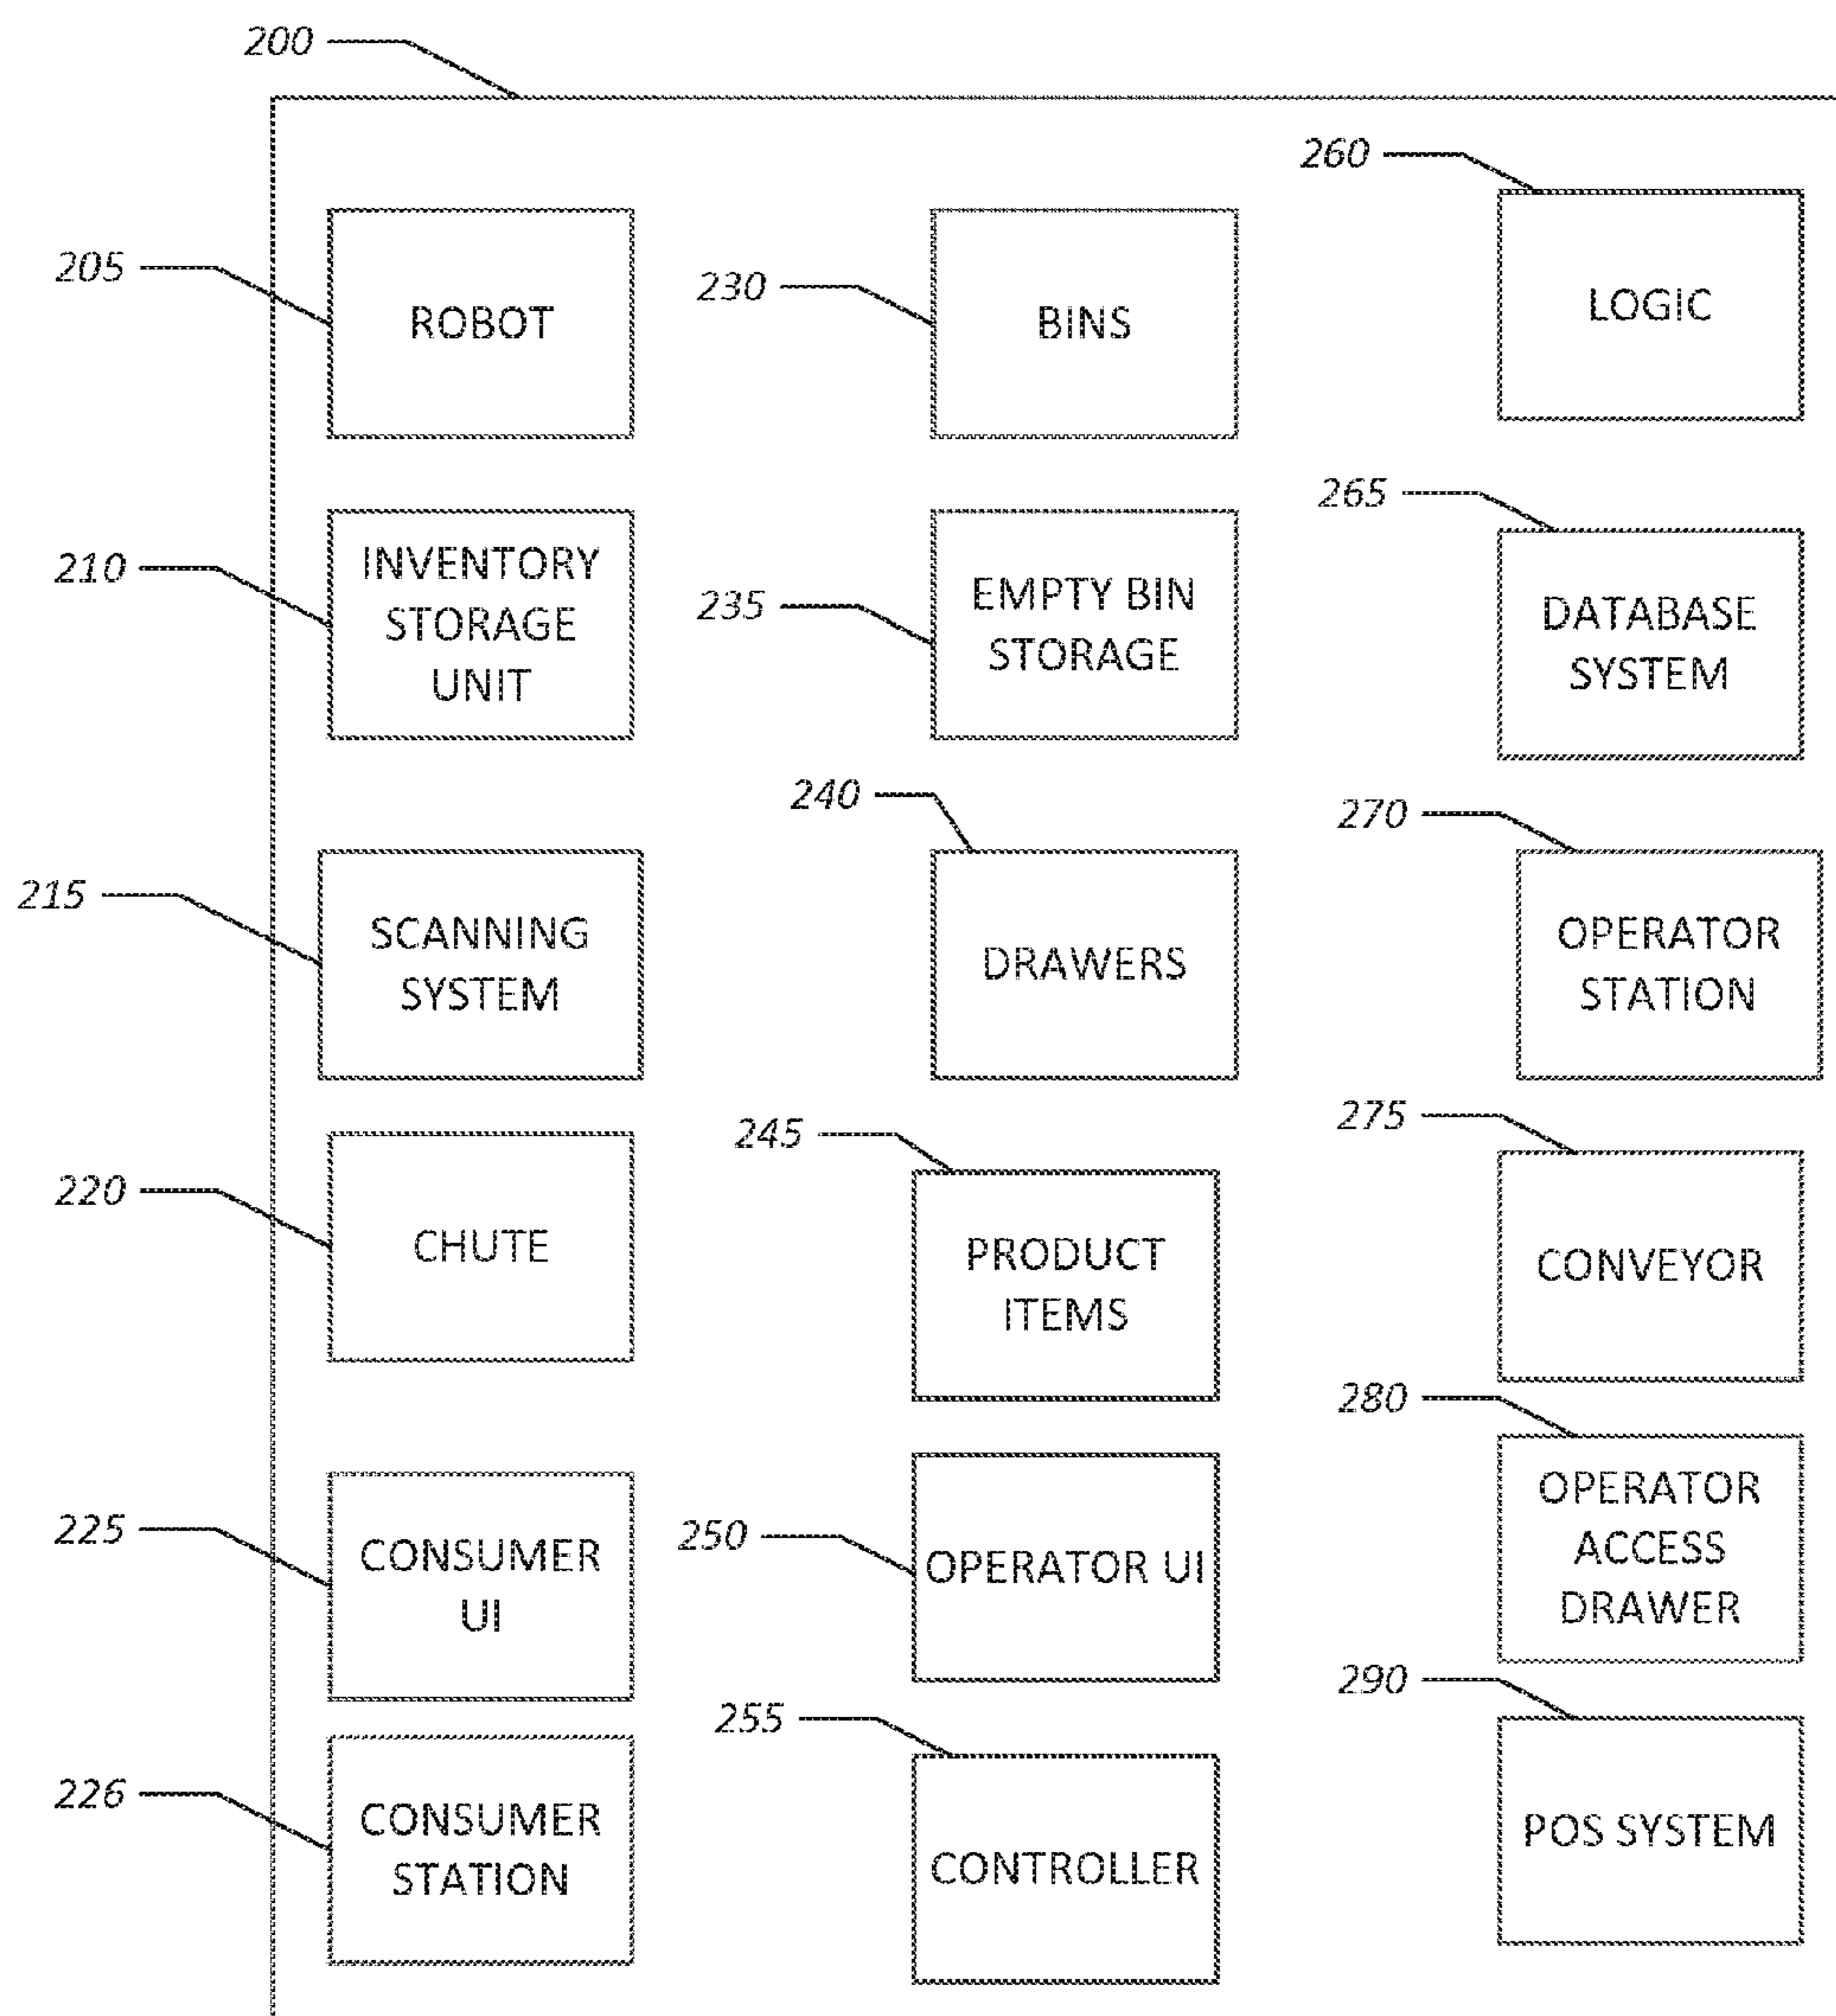 200
205
ROBOT
210
INVENTORY
STORAGE
UNIT
215
SCANNING
SYSTEM
220
CHUTE
225
CONSUMER
UI
226
CONSUMER
STATION
230
BINS
235
EMPTY BIN
STORAGE
240
DRAWERS
245
PRODUCT
ITEMS
250
OPERATOR UI
255
CONTROLLER
260
LOGIC
265
DATABASE
SYSTEM
270
OPERATOR
STATION
275
CONVEYOR
280
OPERATOR
ACCESS
DRAWER
290
POS SYSTEM